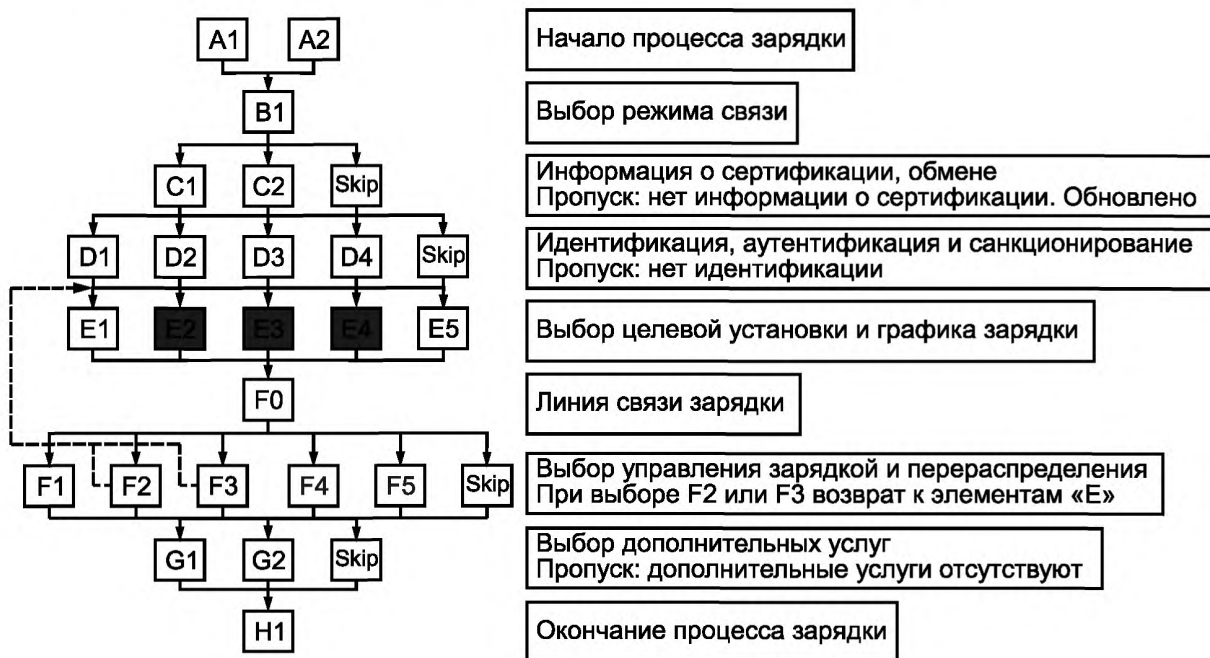 A1 A2 Начало процесса зарядки
B1 Выбор режима связи
C1 C2 Skip Информация о сертификации, обмене
Пропуск: нет информации о сертификации. Обновлено
D1 D2 D3 D4 Skip Идентификация, аутентификация и санкционирование
Пропуск: нет идентификации
E1 E2 E3 E4 E5 Выбор целевой установки и графика зарядки
F0 Линия связи зарядки
F1 F2 F3 F4 F5 Skip Выбор управления зарядкой и перераспределения
При выборе F2 или F3 возврат к элементам «Е»
G1 G2 Skip Выбор дополнительных услуг
Пропуск: дополнительные услуги отсутствуют
H1 Окончание процесса зарядки